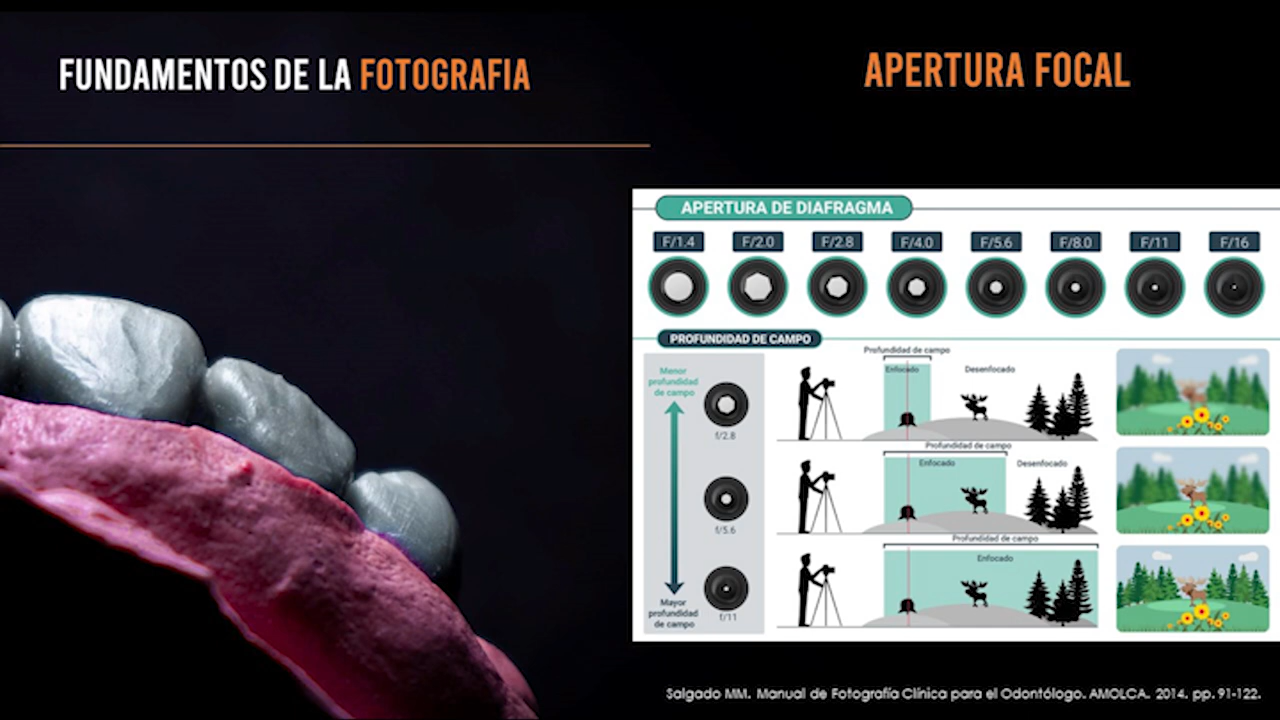 FUNDAMENTOS DE LA FOTOGRAFIA
APERTURA FOCAL
APERTURA DE DIAFRAGMA
F/1.4 F/2.0 F/2.8 F/4.0 F/5.6 F/8.0 F/11 F/16
PROFUNDIDAD DE CAMPO
Menor
profundidad
de campo
f/2.8
f/5.6
Mayor
profundidad
de campo
f/11
Profundidad de campo
Enfocado Desenfocado
Profundidad de campo
Enfocado Desenfocado
Profundidad de campo
Enfocado
Salgado MM. Manual de Fotografía Clínica para el Odontólogo. AMOLCA. 2014. pp. 91-122.